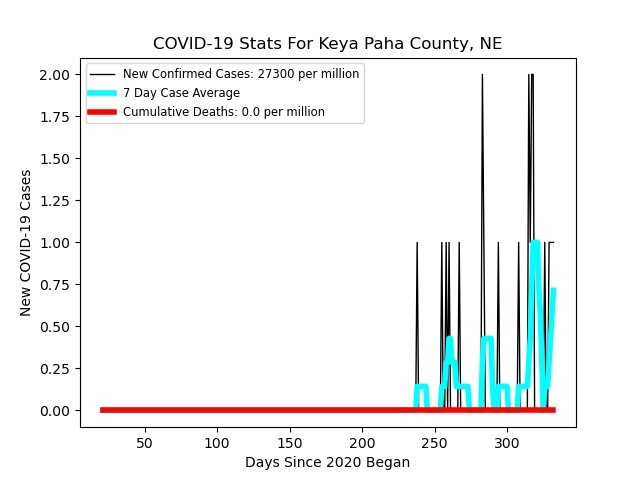 COVID-19 Stats For Keya Paha County, NE
New Confirmed Cases: 27300 per million
7 Day Case Average
Cumulative Deaths: 0.0 per million
New COVID-19 Cases
2.00
1.75
1.50
1.25
1.00
0.75
0.50
0.25
0.00
50 100 150 200 250 300
Days Since 2020 Began